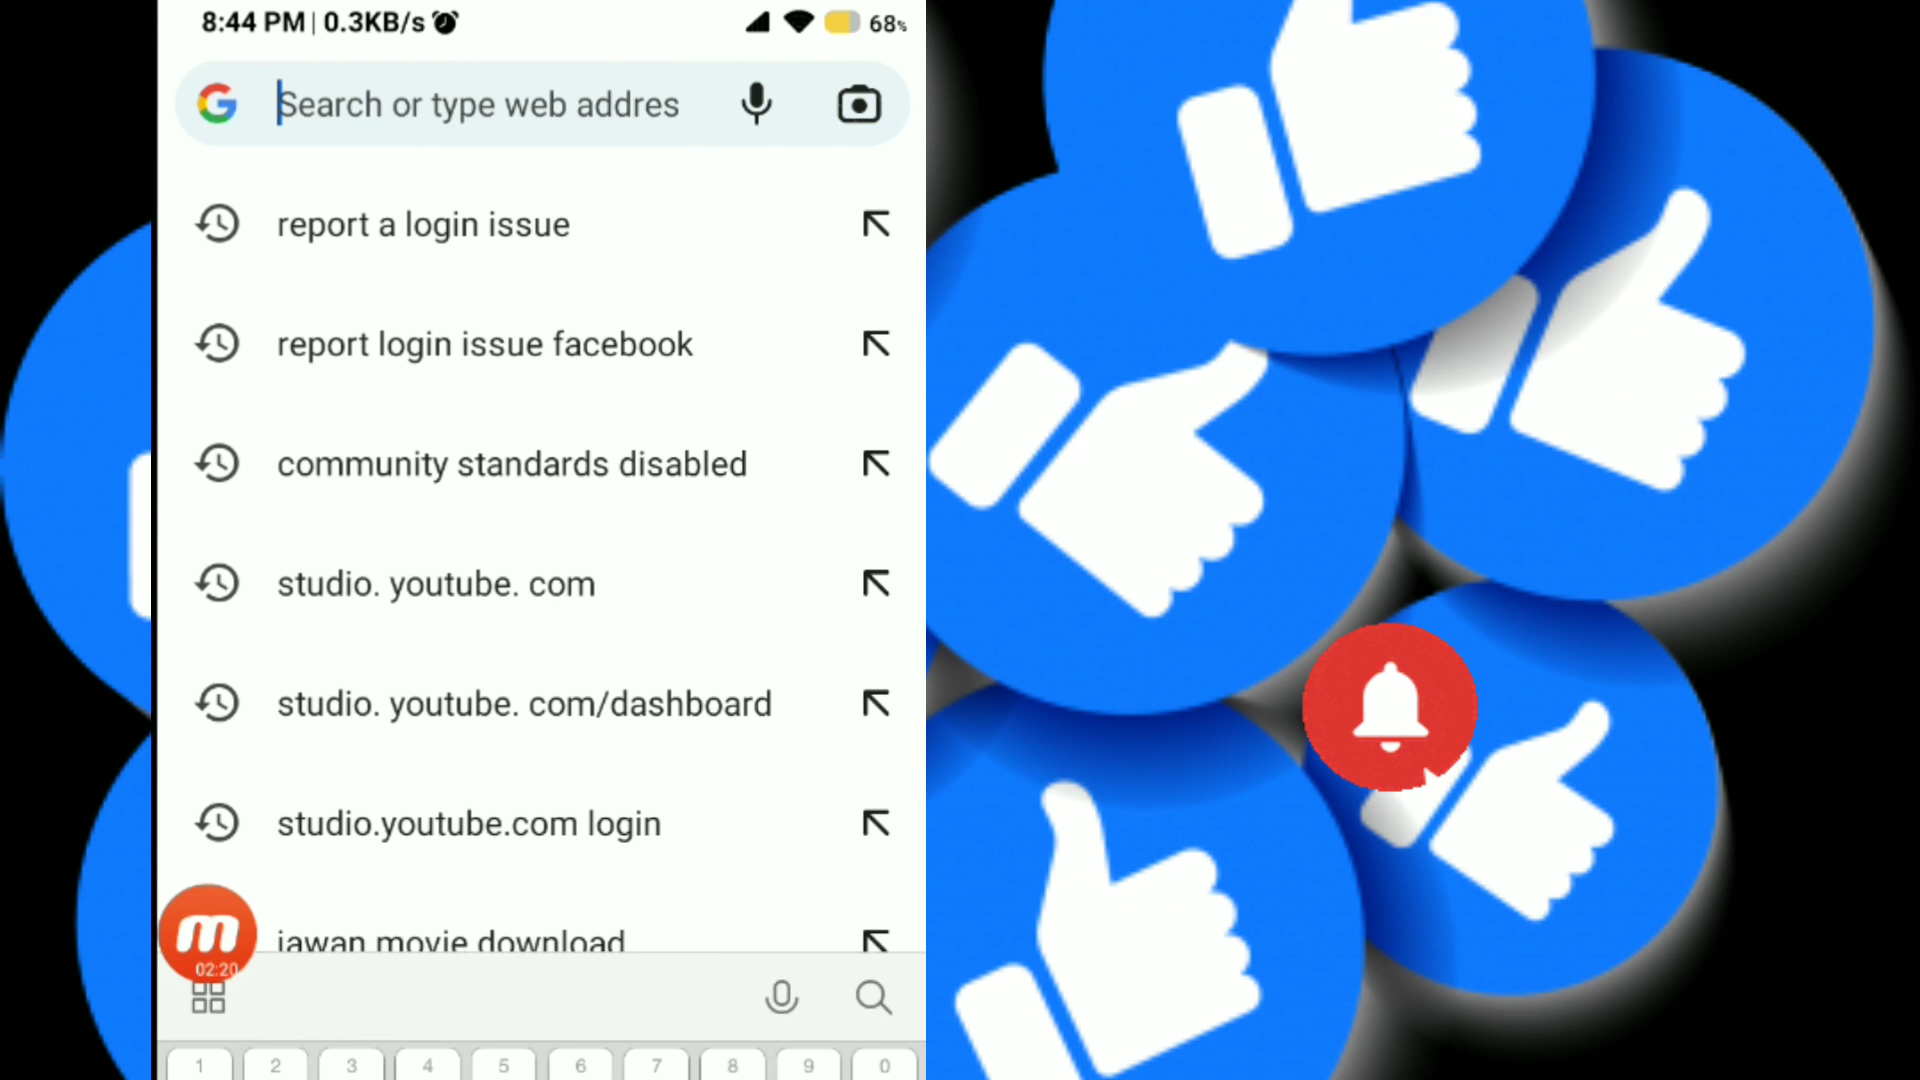 8:44 PM | 0.3KB/s 68%
Search or type web addres
report a login issue
report login issue facebook
community standards disabled
studio. youtube. com
studio. youtube. com/dashboard
studio.youtube.com login
jawan movie download
02:20
1 2 3 4 5 6 7 8 9 0